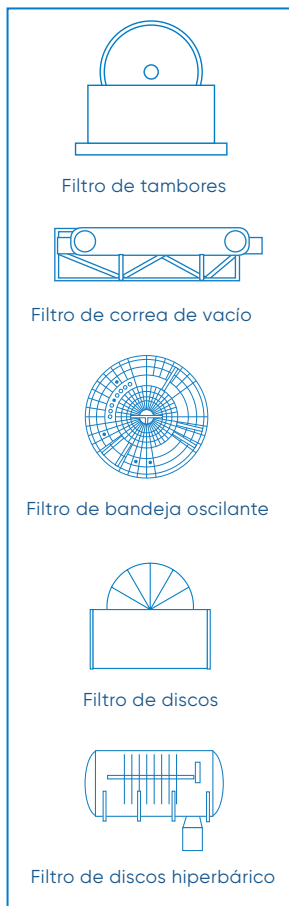 Filtro de tambores
Filtro de correa de vacío
Filtro de bandeja oscilante
Filtro de discos
Filtro de discos hiperbárico